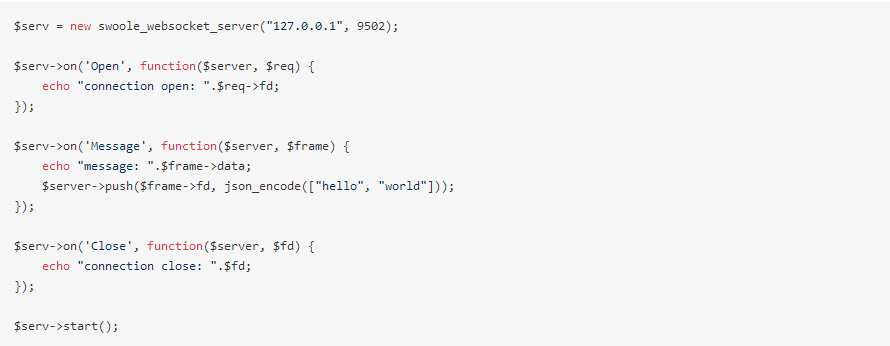 $serv = new swoole_websocket_server("127.0.0.1", 9502);
$serv->on('Open', function($server, $req) {
    echo "connection open: ".$req->fd;
});
$serv->on('Message', function($server, $frame) {
    echo "message: ".$frame->data;
    $server->push($frame->fd, json_encode(["hello", "world"]));
});
$serv->on('Close', function($server, $fd) {
    echo "connection close: ".$fd;
});
$serv->start();